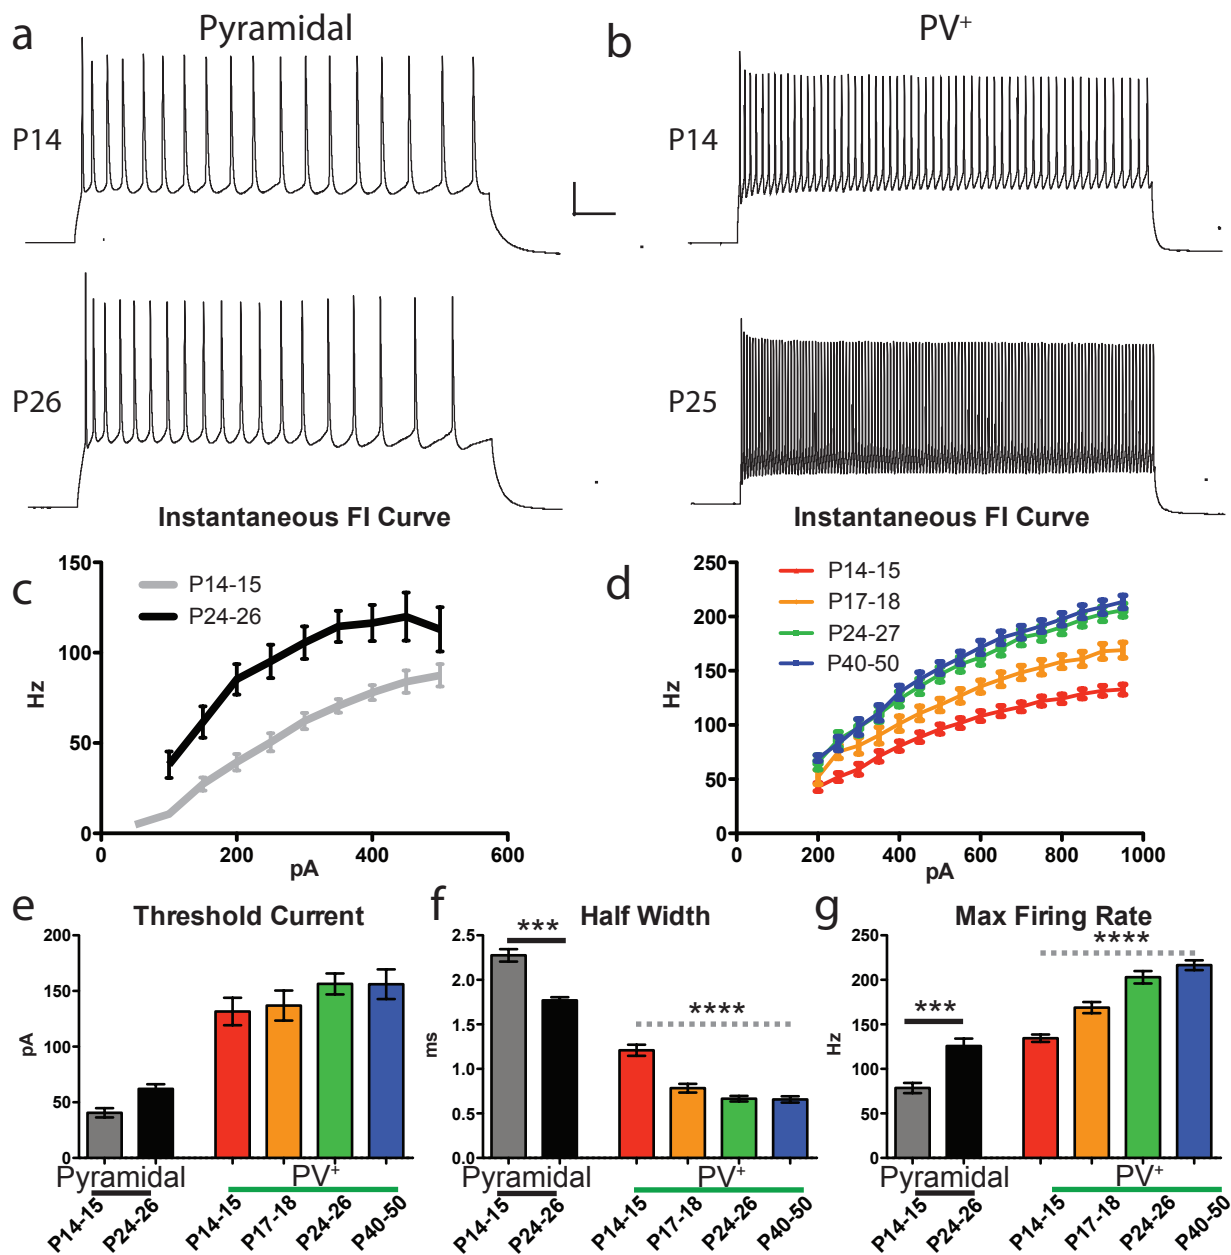 a Pyramidal
b PV+
P14
P14
P26
P25
Instantaneous FI Curve
Instantaneous FI Curve
c
P14-15
P24-26
150
100
50
0
Hz
0 200 400 600
pA
d
P14-15
P17-18
P24-27
P40-50
250
200
150
100
50
0
Hz
0 200 400 600 800 1000
pA
e Threshold Current
200
150
100
50
0
pA
Pyramidal PV+
P14-15 P24-26 P14-15 P17-18 P24-26 P40-50
f Half Width
*** ****
2.5
2.0
1.5
1.0
0.5
0.0
ms
Pyramidal PV+
P14-15 P24-26 P14-15 P17-18 P24-26 P40-50
g Max Firing Rate
*** ****
250
200
150
100
50
0
Hz
Pyramidal PV+
P14-15 P24-26 P14-15 P17-18 P24-26 P40-50